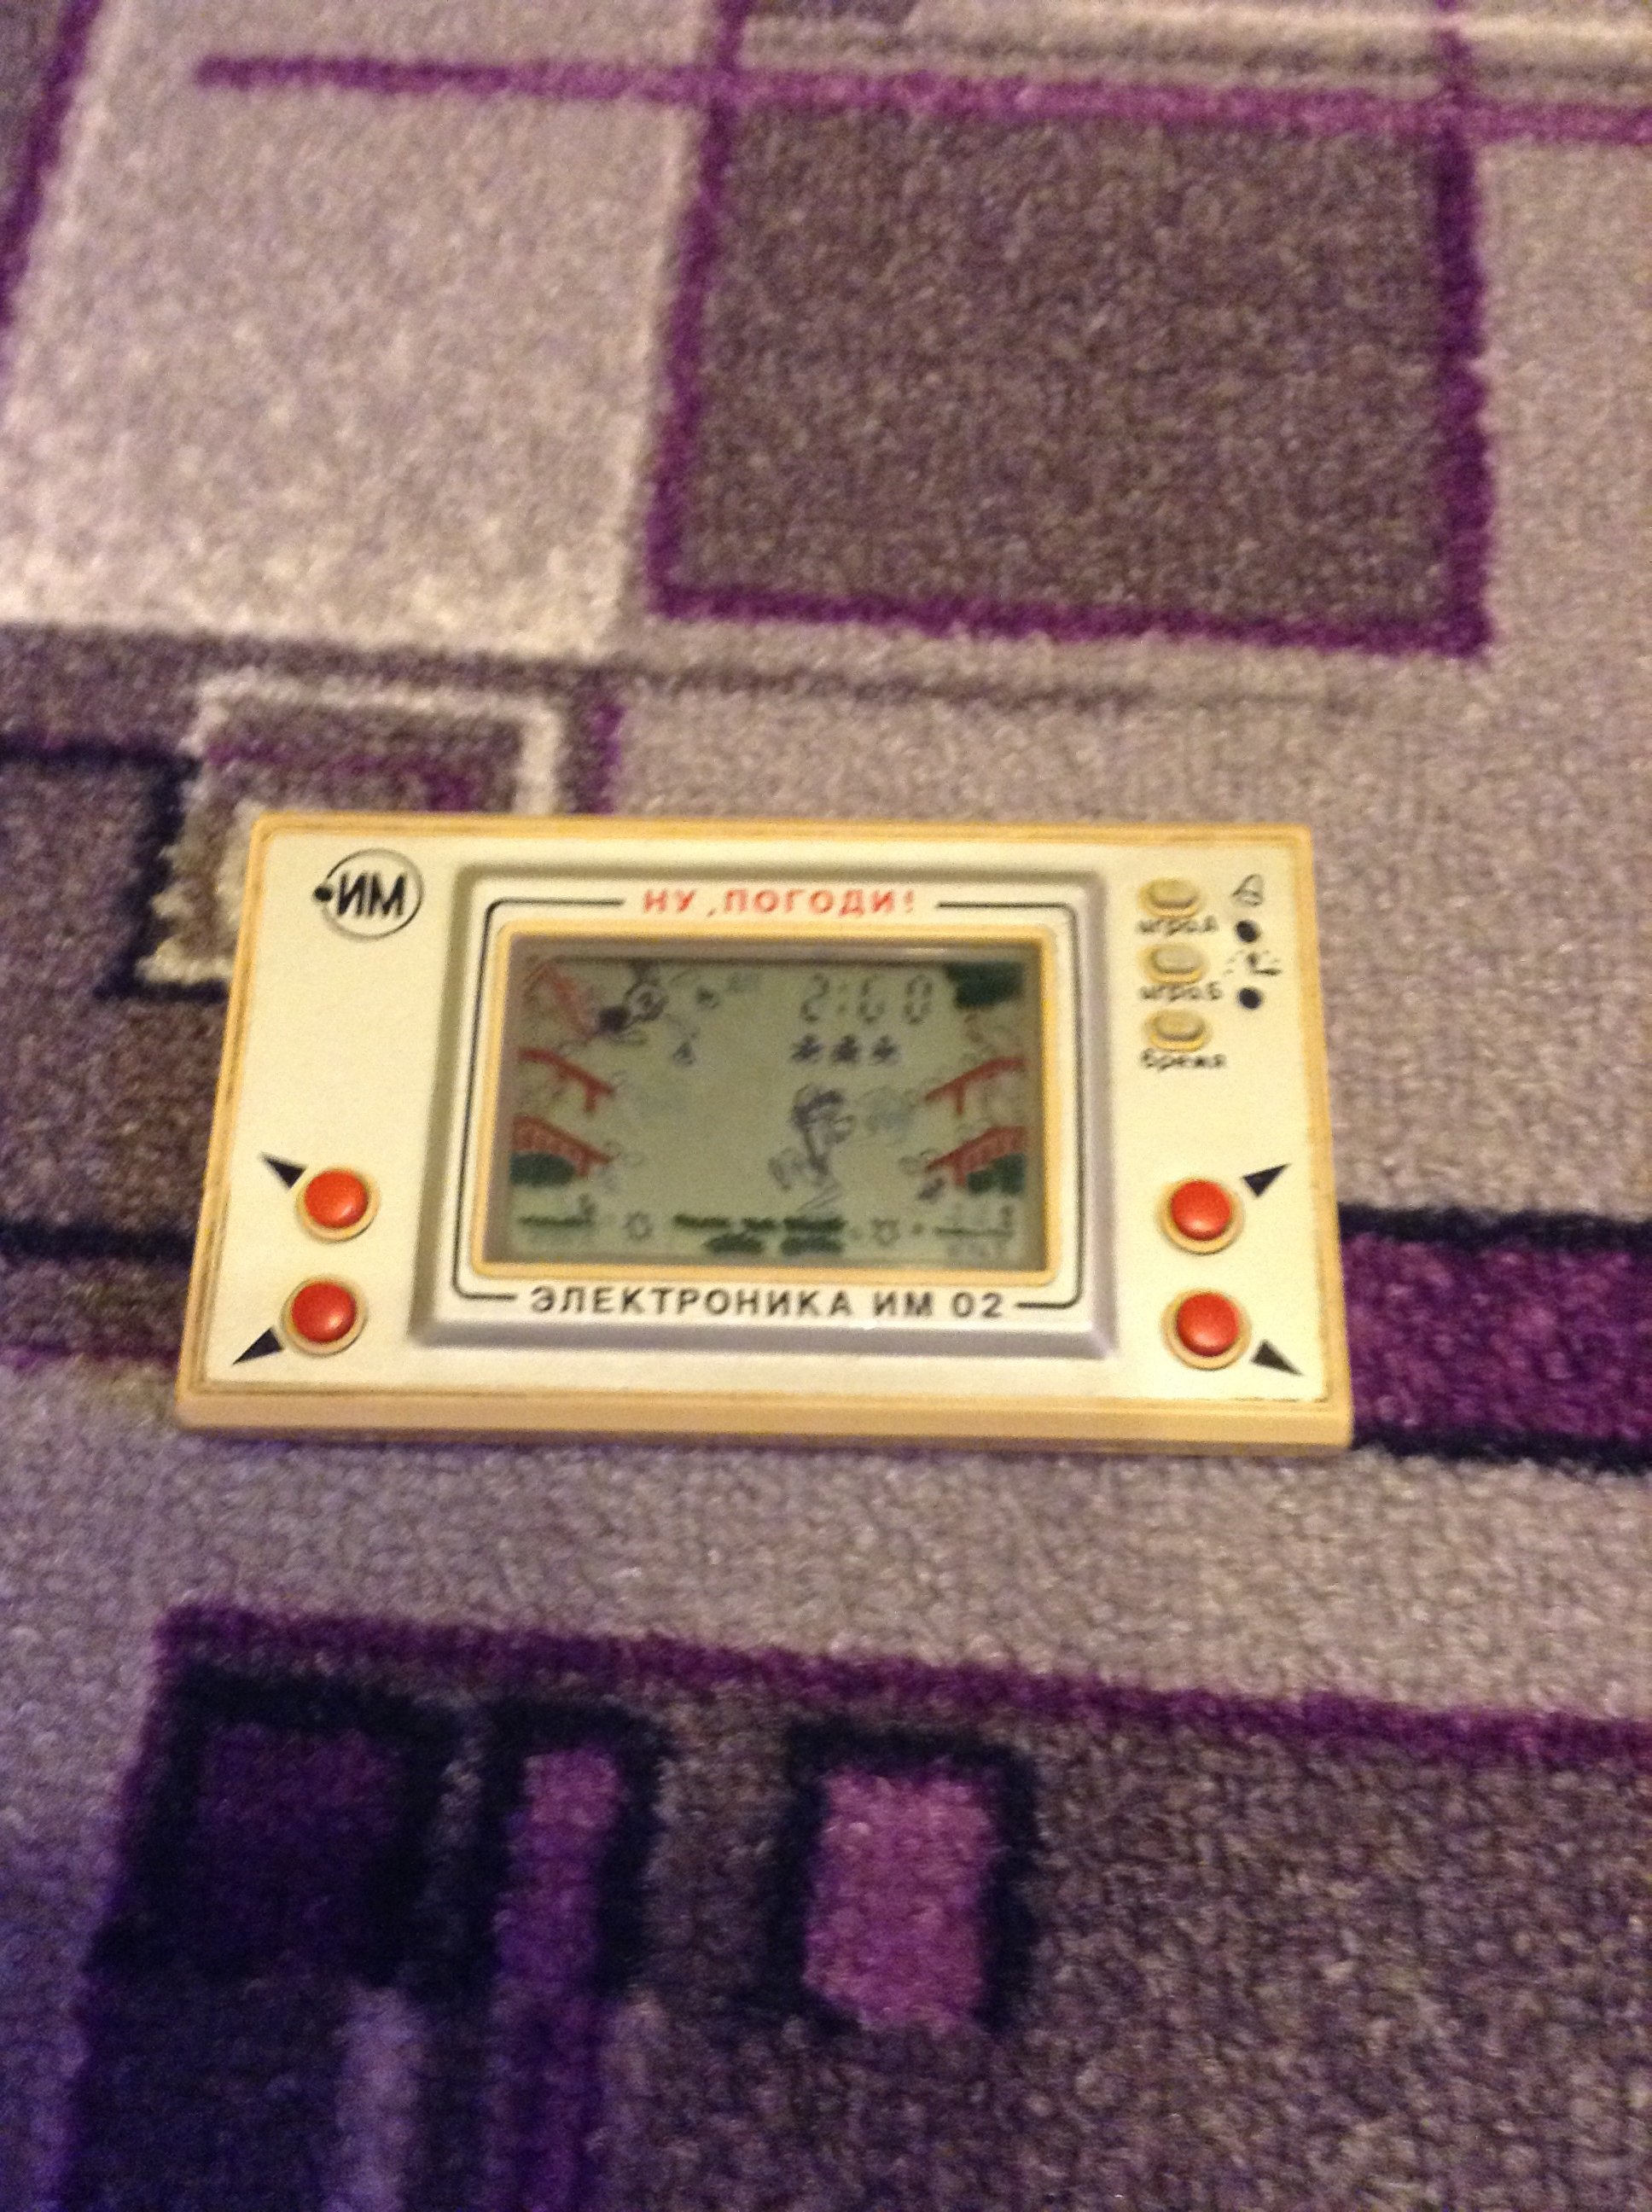 ИМ
НУ, ПОГОДИ!
игра А
игра Б
время
ЭЛЕКТРОНИКА ИМ 02